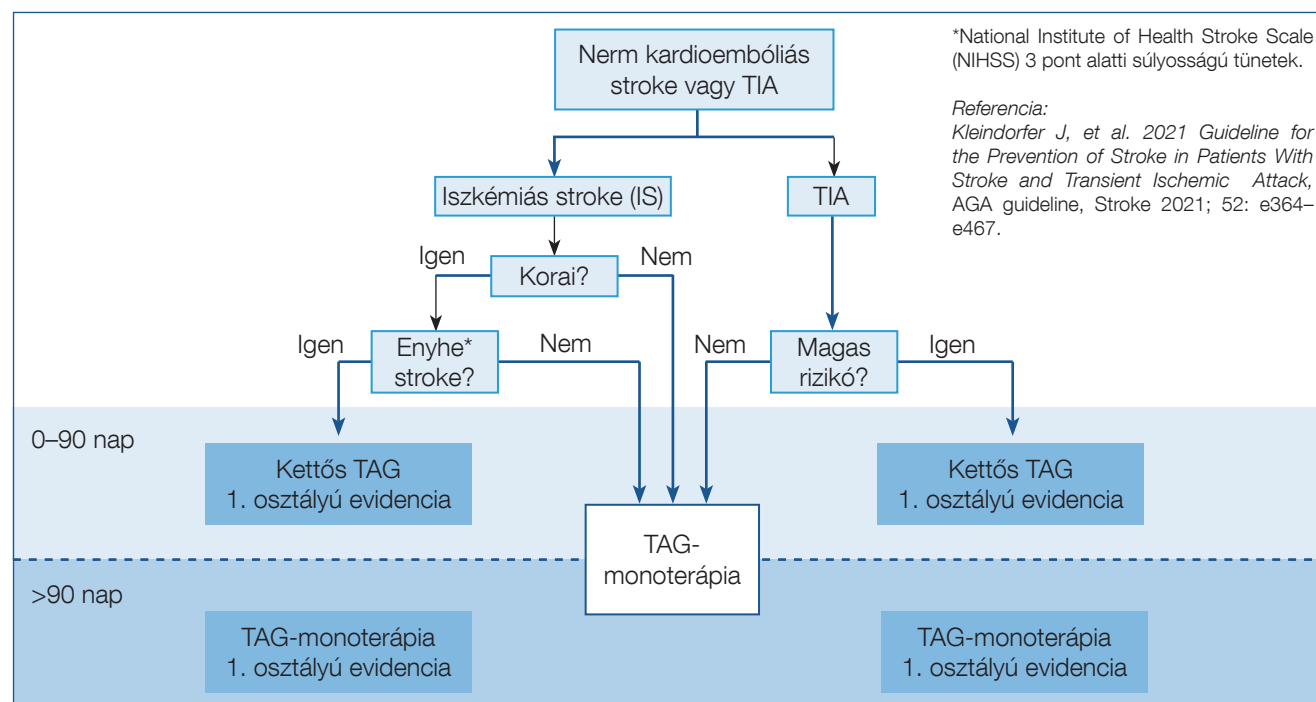 Nerm kardioembóliás
stroke vagy TIA
*National Institute of Health Stroke Scale
(NIHSS) 3 pont alatti súlyosságú tünetek.
Referencia:
Kleindorfer J, et al. 2021 Guideline for
the Prevention of Stroke in Patients With
Stroke and Transient Ischemic Attack,
AGA guideline, Stroke 2021; 52: e364–
e467.
Iszkémiás stroke (IS)
TIA
Igen
Korai?
Nem
Igen
Enyhe*
stroke?
Nem
Nem
Magas
rizikó?
Igen
0–90 nap
Kettős TAG
1. osztályú evidencia
Kettős TAG
1. osztályú evidencia
TAG-
monoterápia
>90 nap
TAG-monoterápia
1. osztályú evidencia
TAG-monoterápia
1. osztályú evidencia